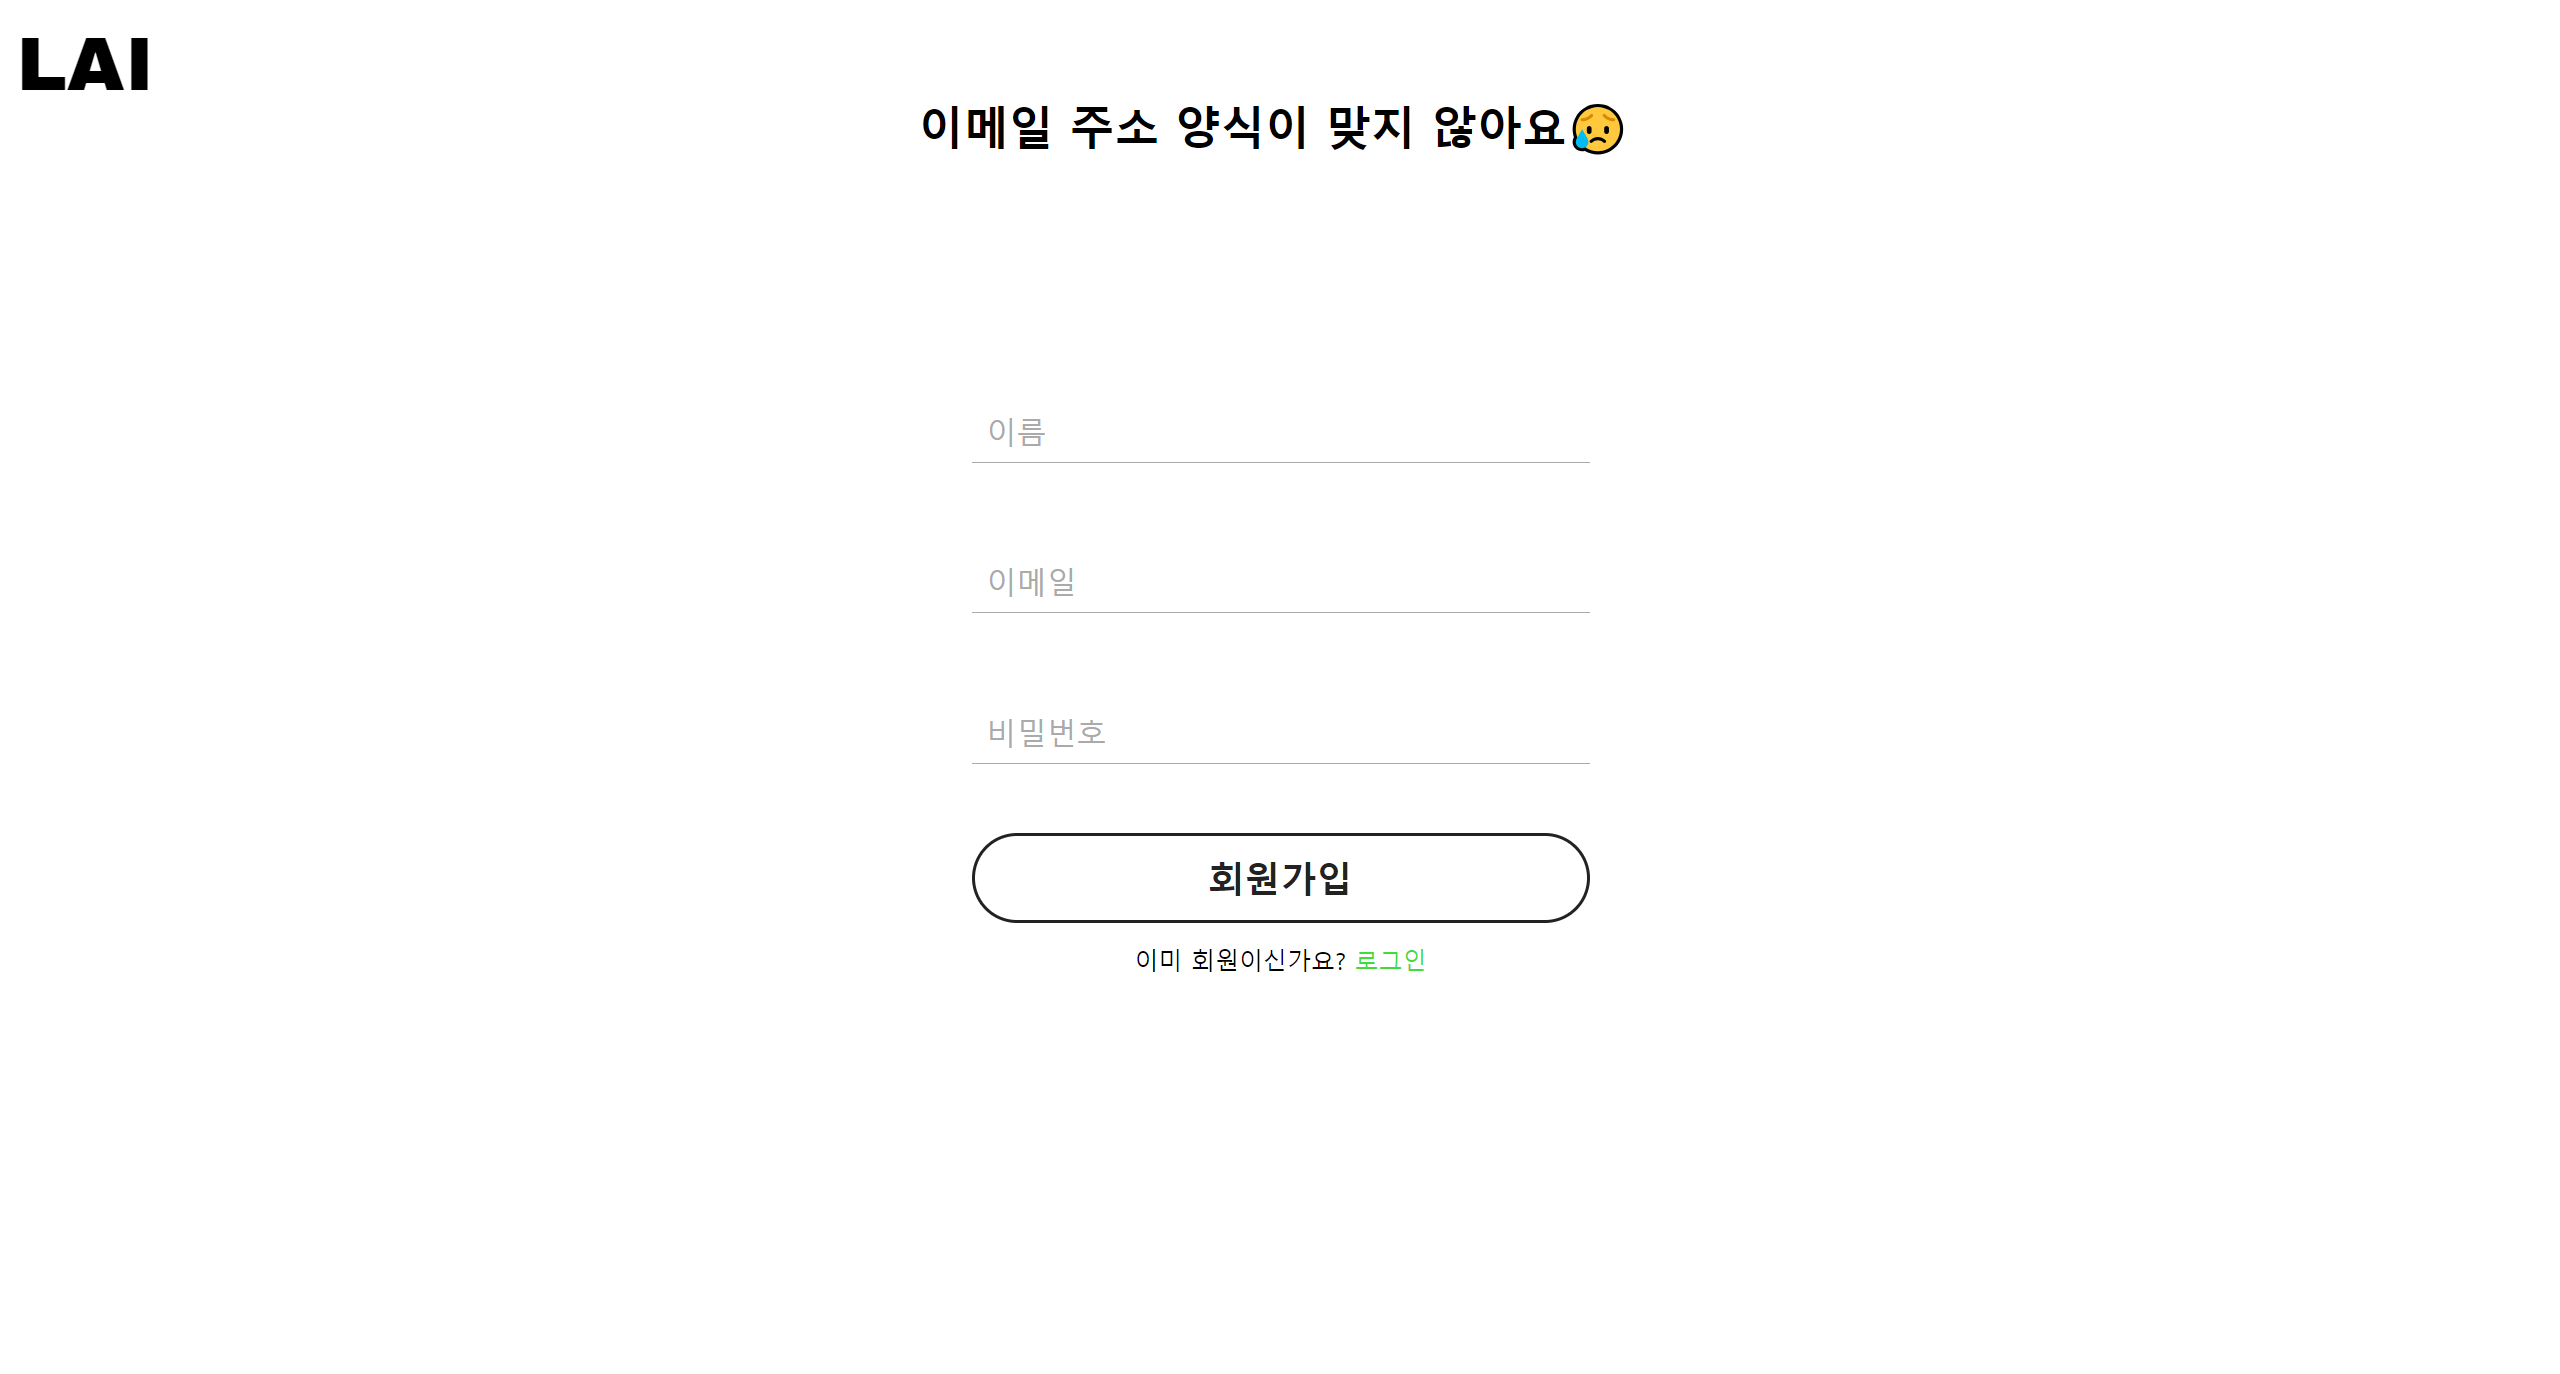 LAI
이메일 주소 양식이 맞지 않아요😥
이름
이메일
비밀번호
회원가입
이미 회원이신가요? 로그인